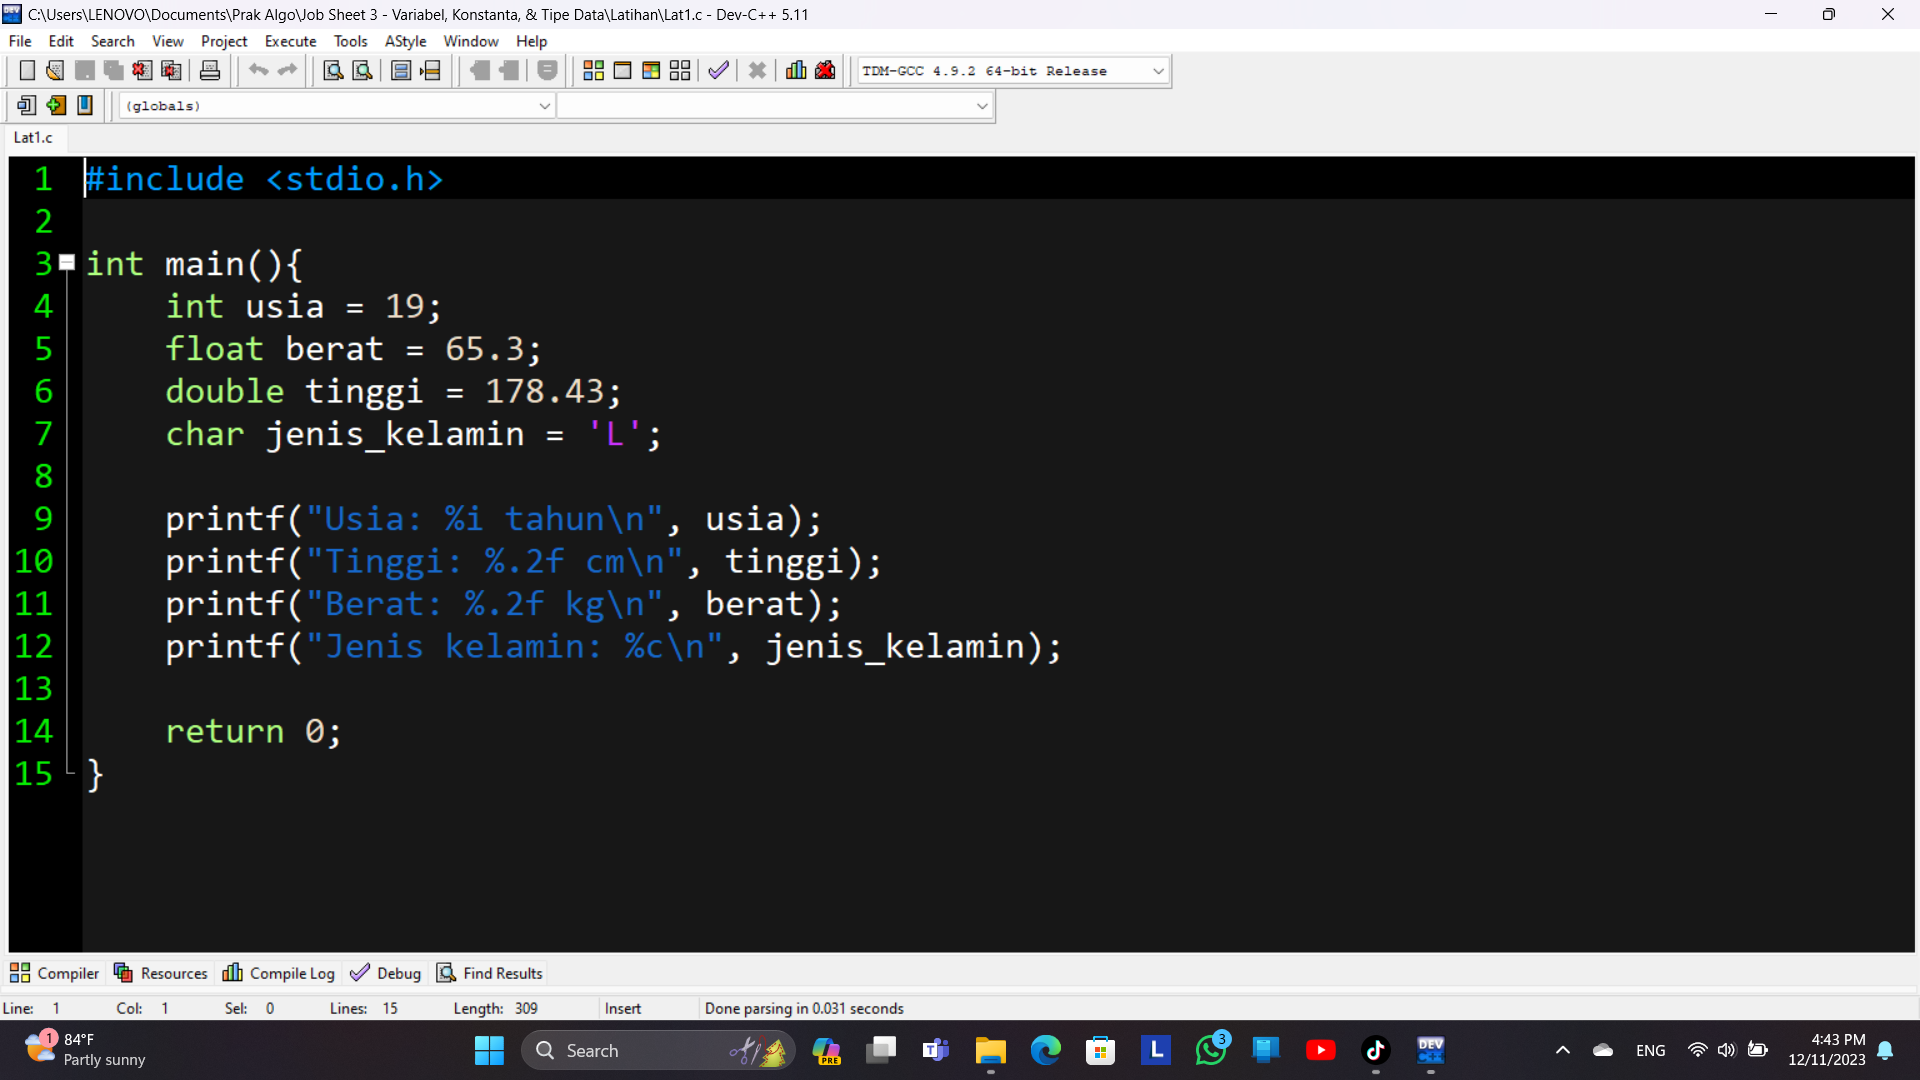 C:\Users\LENOVO\Documents\Prak Algo\Job Sheet 3 - Variabel, Konstanta, & Tipe Data\Latihan\Lat1.c - Dev-C++ 5.11
File Edit Search View Project Execute Tools AStyle Window Help
TDM-GCC 4.9.2 64-bit Release
(globals)
Lat1.c
1 #include <stdio.h>
2
3 int main(){
4     int usia = 19;
5     float berat = 65.3;
6     double tinggi = 178.43;
7     char jenis_kelamin = 'L';
8
9     printf("Usia: %i tahun\n", usia);
10     printf("Tinggi: %.2f cm\n", tinggi);
11     printf("Berat: %.2f kg\n", berat);
12     printf("Jenis kelamin: %c\n", jenis_kelamin);
13
14     return 0;
15 }
Compiler Resources Compile Log Debug Find Results
Line: 1 Col: 1 Sel: 0 Lines: 15 Length: 309 Insert Done parsing in 0.031 seconds
1 84°F
Partly sunny
Search
PRE
T
L
3
DEV C++
ENG
4:43 PM
12/11/2023